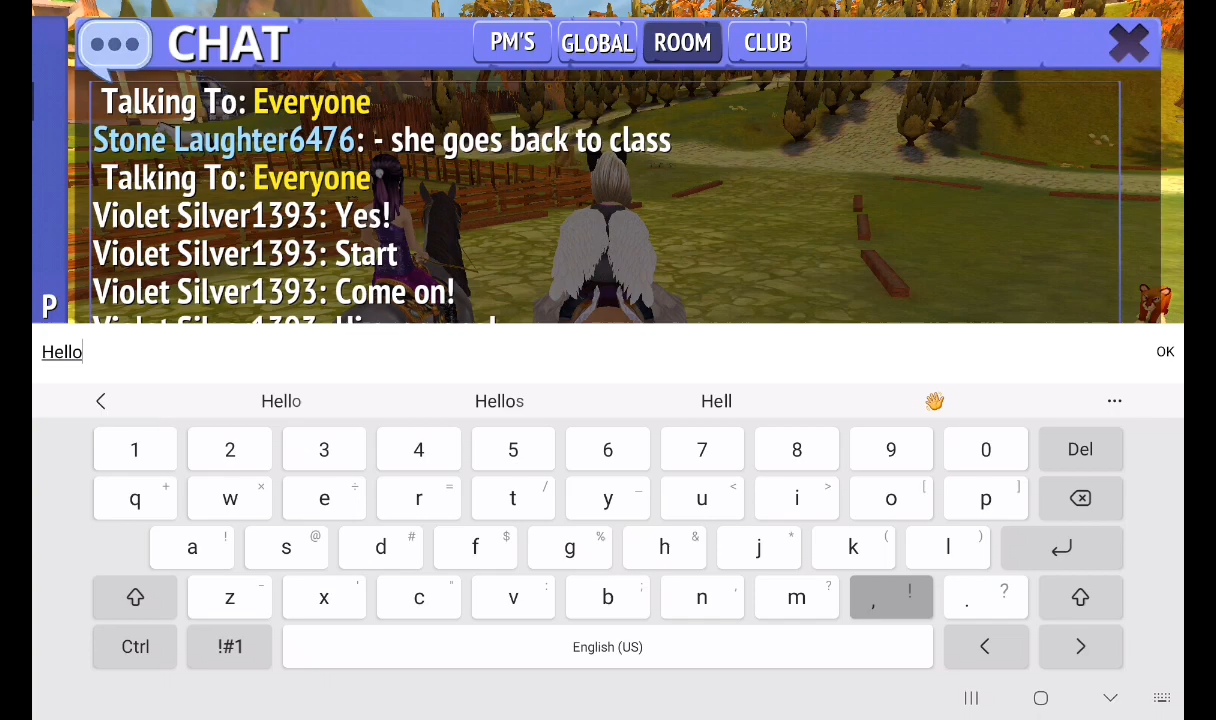 CHAT
PM'S GLOBAL ROOM CLUB
Talking To: Everyone
Stone Laughter6476: - she goes back to class
Talking To: Everyone
Violet Silver1393: Yes!
Violet Silver1393: Start
Violet Silver1393: Come on!
P
Hello OK
Hello Hellos Hell 👋 ...
1 2 3 4 5 6 7 8 9 0 Del
q + w × e ÷ r = t / y _ u < i > o [ p ]
a ! s @ d # f $ g % h & j * k ( l )
z - x ' c " v : b ; n , m ? , ! . ?
Ctrl !#1 English (US) < >